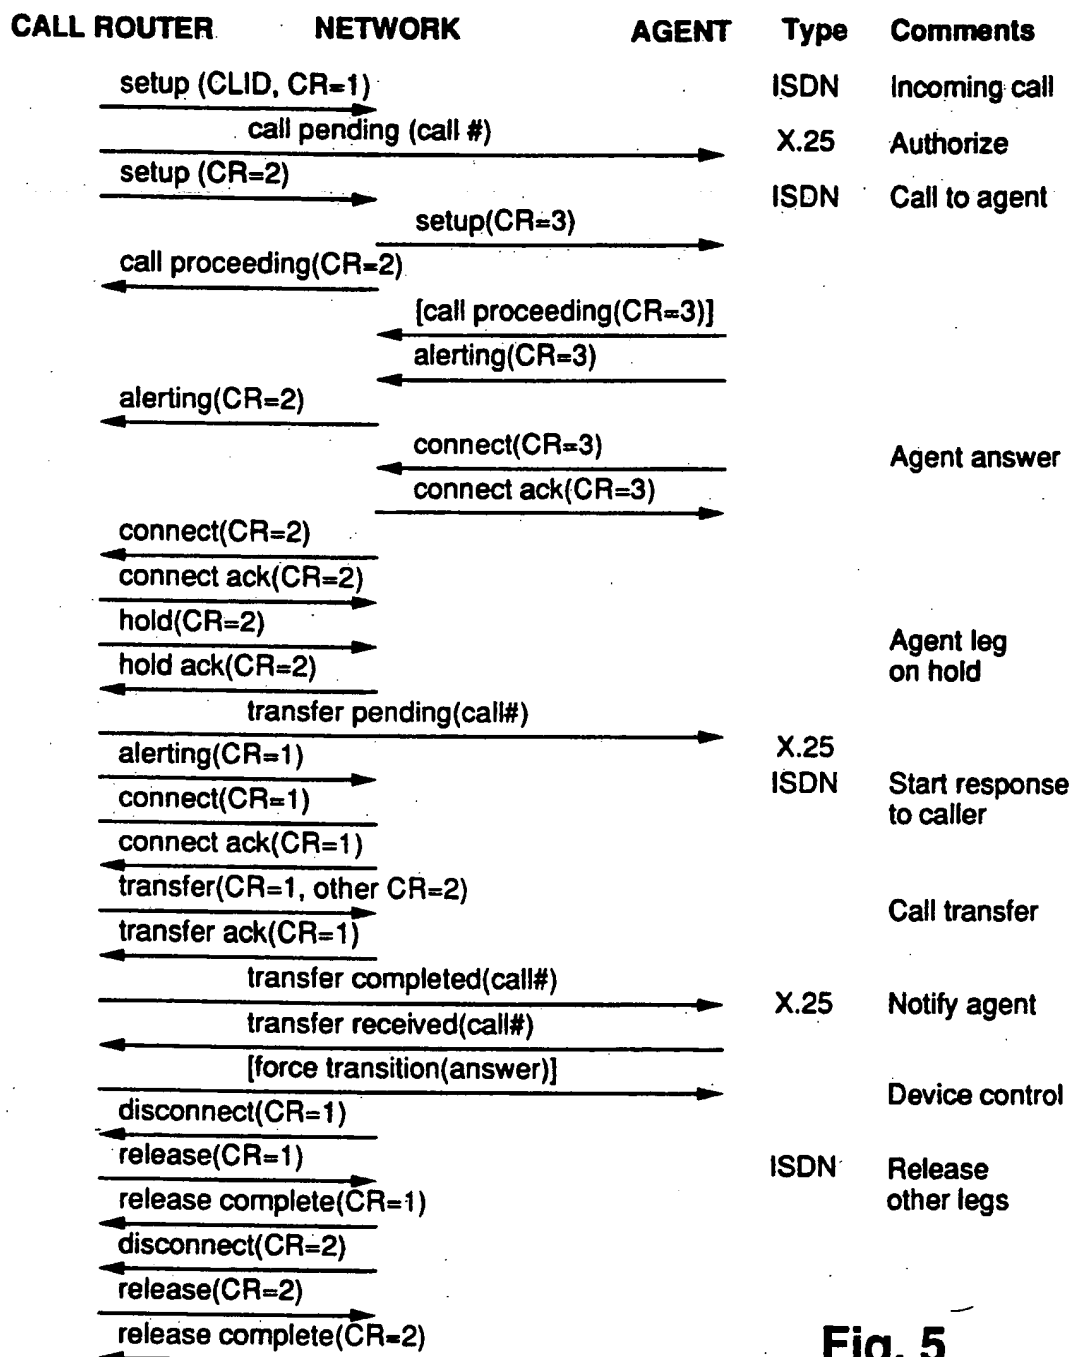 CALL ROUTER NETWORK AGENT Type Comments
setup (CLID, CR=1) ISDN Incoming call
call pending (call #) X.25 Authorize
setup (CR=2) ISDN Call to agent
setup(CR=3)
call proceeding(CR=2)
[call proceeding(CR=3)]
alerting(CR=3)
alerting(CR=2)
connect(CR=3) Agent answer
connect ack(CR=3)
connect(CR=2)
connect ack(CR=2)
hold(CR=2) Agent leg
hold ack(CR=2) on hold
transfer pending(call#) X.25
alerting(CR=1) ISDN Start response
connect(CR=1) to caller
connect ack(CR=1)
transfer(CR=1, other CR=2) Call transfer
transfer ack(CR=1)
transfer completed(call#) X.25 Notify agent
transfer received(call#)
[force transition(answer)] Device control
disconnect(CR=1)
release(CR=1) ISDN Release
release complete(CR=1) other legs
disconnect(CR=2)
release(CR=2)
release complete(CR=2)
Fig. 5